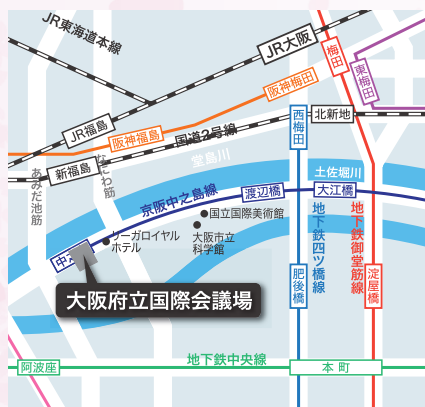 JR東海道本線
JR大阪
梅田
東梅田
阪神梅田
JR福島
阪神福島
国道2号線
西梅田
北新地
新福島
なにわ筋
あみだ池筋
堂島川
土佐堀川
京阪中之島線
渡辺橋
大江橋
国立国際美術館
大阪市立
科学館
リーガロイヤル
ホテル
地下鉄四ツ橋線
地下鉄御堂筋線
肥後橋
淀屋橋
大阪府立国際会議場
地下鉄中央線
阿波座
本町